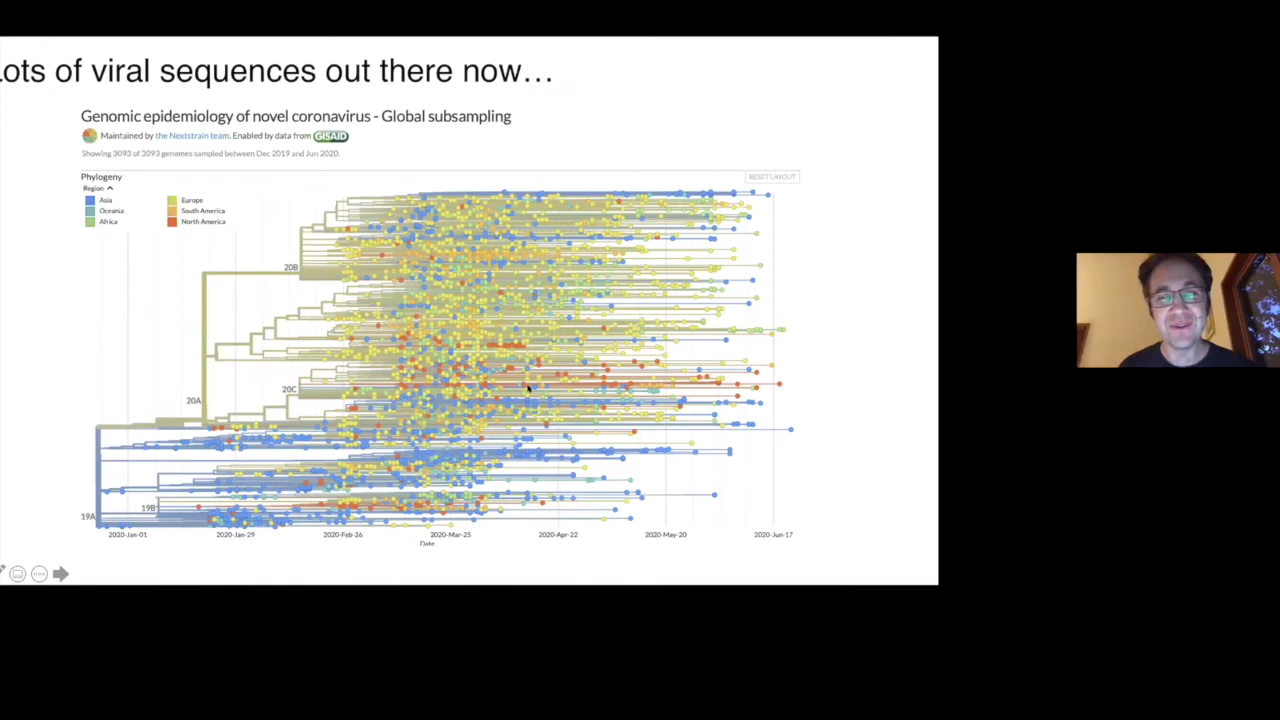 ots of viral sequences out there now…
Genomic epidemiology of novel coronavirus - Global subsampling
Maintained by the Nextstrain team. Enabled by data from GISAID
Showing 3093 of 3093 genomes sampled between Dec 2019 and Jun 2020.
Phylogeny
RESET LAYOUT
Region
Asia
Europe
Oceania
South America
Africa
North America
20B
20C
20A
19B
19A
2020-Jan-01 2020-Jan-29 2020-Feb-26 2020-Mar-25 2020-Apr-22 2020-May-20 2020-Jun-17
Date